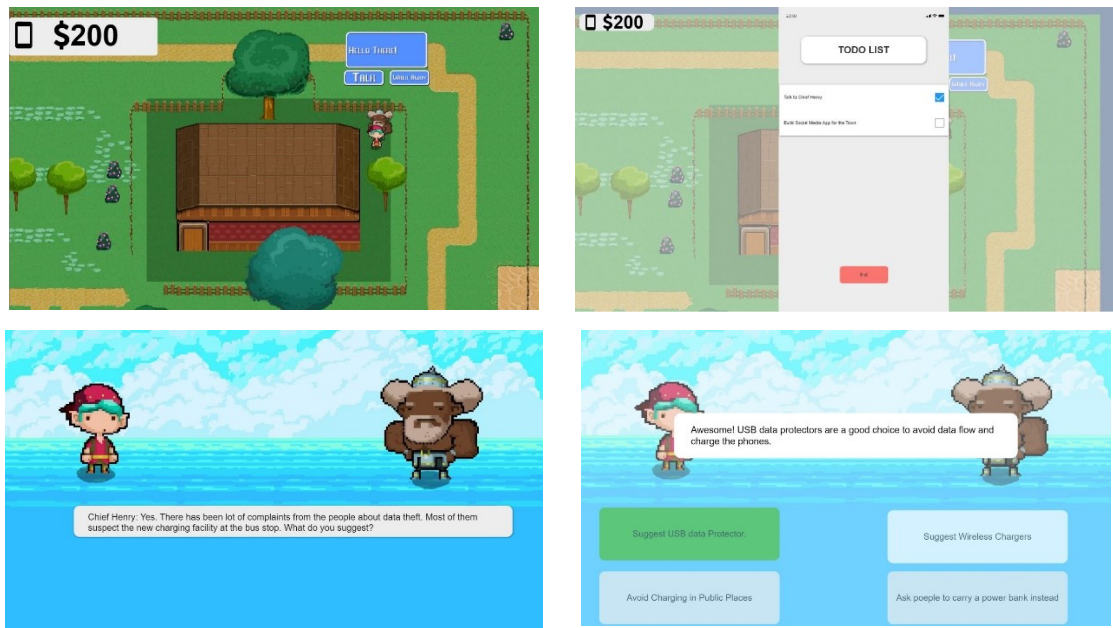 $200
HELLO THERE!
TALK
WALK AWAY
$200
TODO LIST
Talk to Chief Henry
Build Social Media App for the Town
Chief Henry: Yes. There has been lot of complaints from the people about data theft. Most of them
suspect the new charging facility at the bus stop. What do you suggest?
Awesome! USB data protectors are a good choice to avoid data flow and
charge the phones.
Suggest USB data Protector.
Suggest Wireless Chargers
Avoid Charging in Public Places
Ask poeple to carry a power bank instead